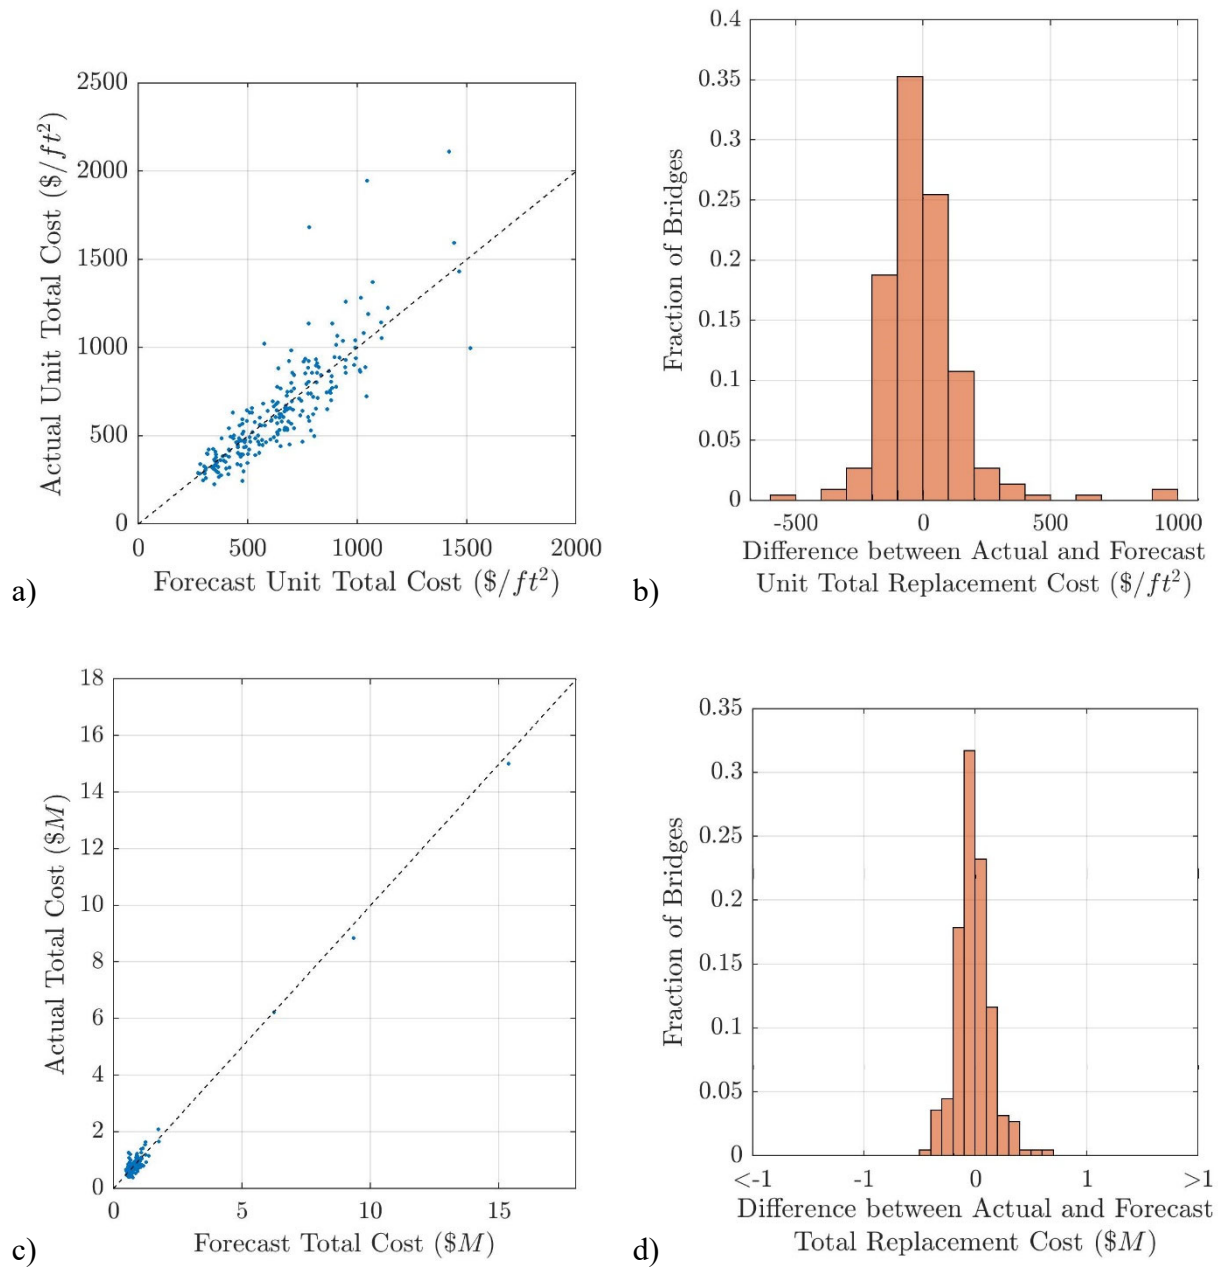 2500
2000
1500
1000
500
0
0 500 1000 1500 2000
Actual Unit Total Cost ($/ft²)
Forecast Unit Total Cost ($/ft²)
a)
0.4
0.35
0.3
0.25
0.2
0.15
0.1
0.05
0
-500 0 500 1000
Fraction of Bridges
Difference between Actual and Forecast
Unit Total Replacement Cost ($/ft²)
b)
18
16
14
12
10
8
6
4
2
0
0 5 10 15
Actual Total Cost ($M)
Forecast Total Cost ($M)
c)
0.35
0.3
0.25
0.2
0.15
0.1
0.05
0
<-1 -1 0 1 >1
Fraction of Bridges
Difference between Actual and Forecast
Total Replacement Cost ($M)
d)